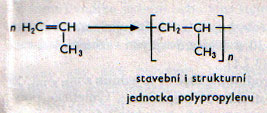 n H₂C=CH ⟶ [CH₂—CH]n
CH₃ CH₃
stavební i strukturní
jednotka polypropylenu